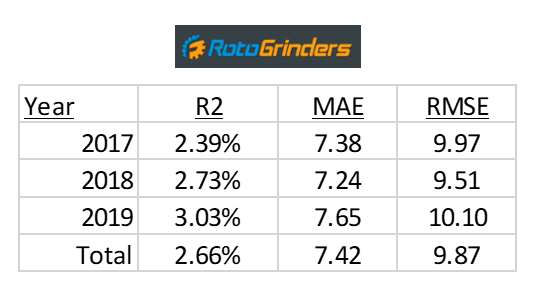 RotoGrinders
Year R2 MAE RMSE
2017 2.39% 7.38 9.97
2018 2.73% 7.24 9.51
2019 3.03% 7.65 10.10
Total 2.66% 7.42 9.87